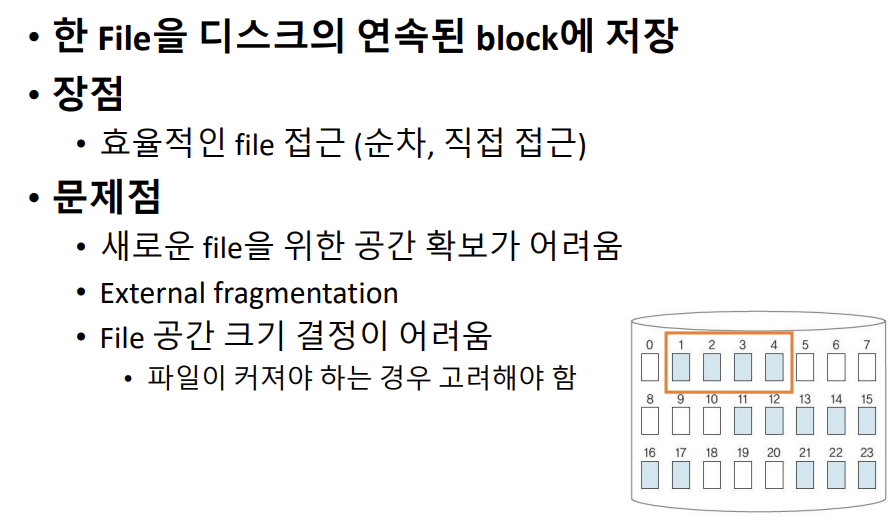 • 한 File을 디스크의 연속된 block에 저장
• 장점
• 효율적인 file 접근 (순차, 직접 접근)
• 문제점
• 새로운 file을 위한 공간 확보가 어려움
• External fragmentation
• File 공간 크기 결정이 어려움
• 파일이 커져야 하는 경우 고려해야 함
0 1 2 3 4 5 6 7
8 9 10 11 12 13 14 15
16 17 18 19 20 21 22 23